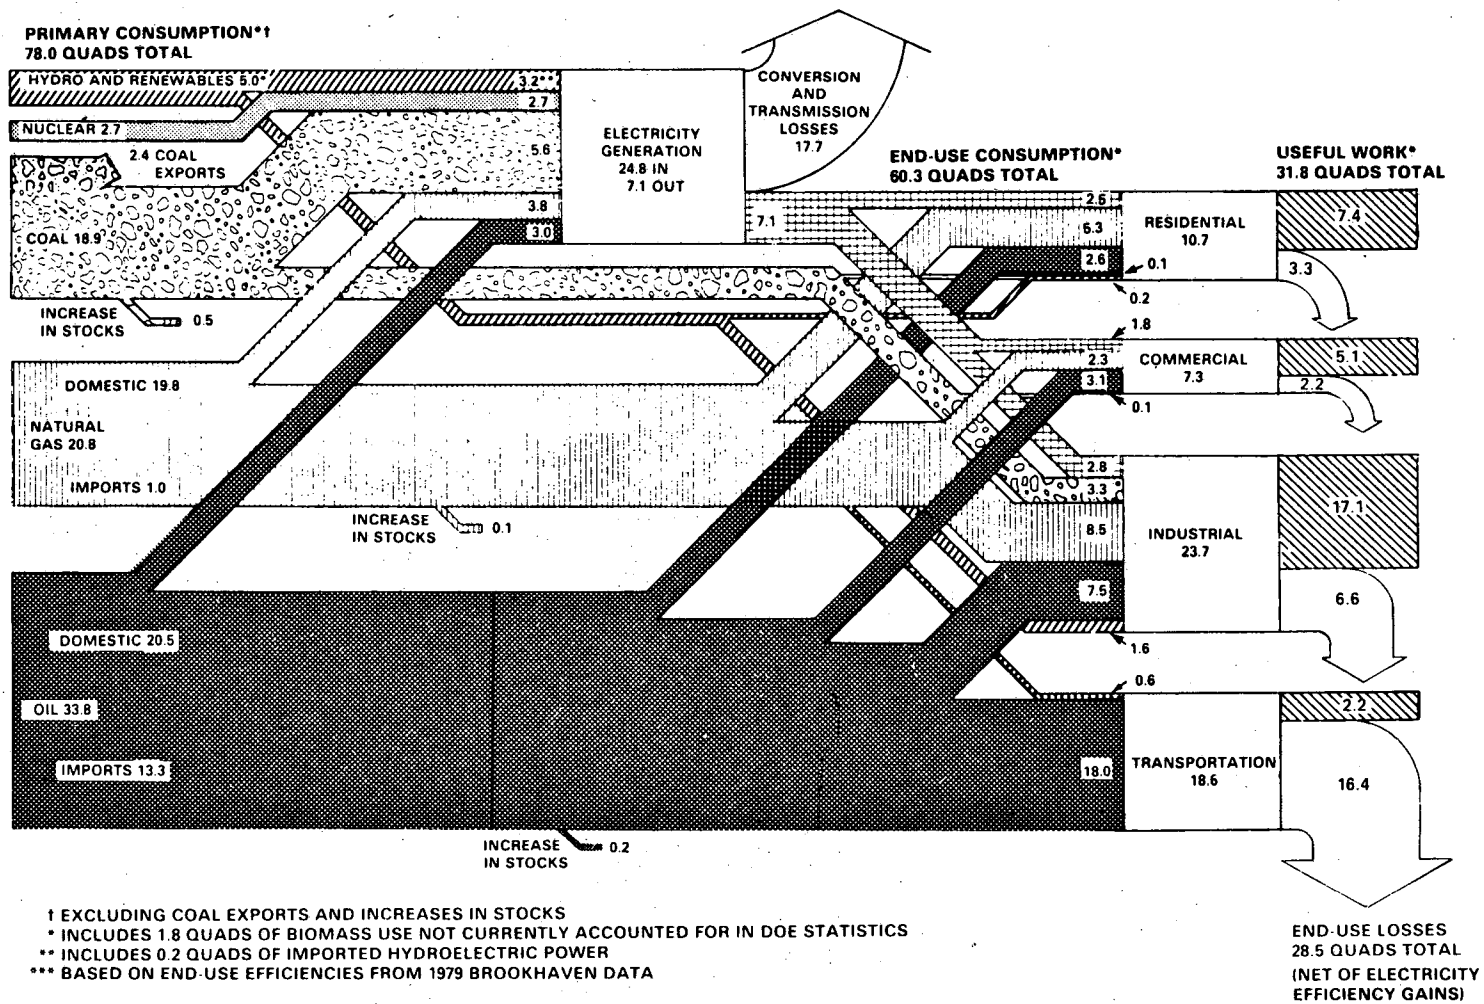 PRIMARY CONSUMPTION*†
78.0 QUADS TOTAL
HYDRO AND RENEWABLES 5.0*
3.2**
NUCLEAR 2.7
2.7
2.4 COAL
EXPORTS
5.6
COAL 18.9
3.8
3.0
INCREASE
IN STOCKS
0.5
ELECTRICITY
GENERATION
24.8 IN
7.1 OUT
CONVERSION
AND
TRANSMISSION
LOSSES
17.7
7.1
END-USE CONSUMPTION*
60.3 QUADS TOTAL
USEFUL WORK*
31.8 QUADS TOTAL
2.5
6.3
2.6
0.1
0.2
RESIDENTIAL
10.7
7.4
3.3
1.8
2.3
3.1
0.1
COMMERCIAL
7.3
5.1
2.2
DOMESTIC 19.8
NATURAL
GAS 20.8
IMPORTS 1.0
INCREASE
IN STOCKS
0.1
2.8
3.3
8.5
7.5
1.6
INDUSTRIAL
23.7
17.1
6.6
DOMESTIC 20.5
OIL 33.8
IMPORTS 13.3
0.6
18.0
TRANSPORTATION
18.6
2.2
16.4
INCREASE
IN STOCKS
0.2
† EXCLUDING COAL EXPORTS AND INCREASES IN STOCKS
* INCLUDES 1.8 QUADS OF BIOMASS USE NOT CURRENTLY ACCOUNTED FOR IN DOE STATISTICS
** INCLUDES 0.2 QUADS OF IMPORTED HYDROELECTRIC POWER
*** BASED ON END-USE EFFICIENCIES FROM 1979 BROOKHAVEN DATA
END-USE LOSSES
28.5 QUADS TOTAL
(NET OF ELECTRICITY
EFFICIENCY GAINS)